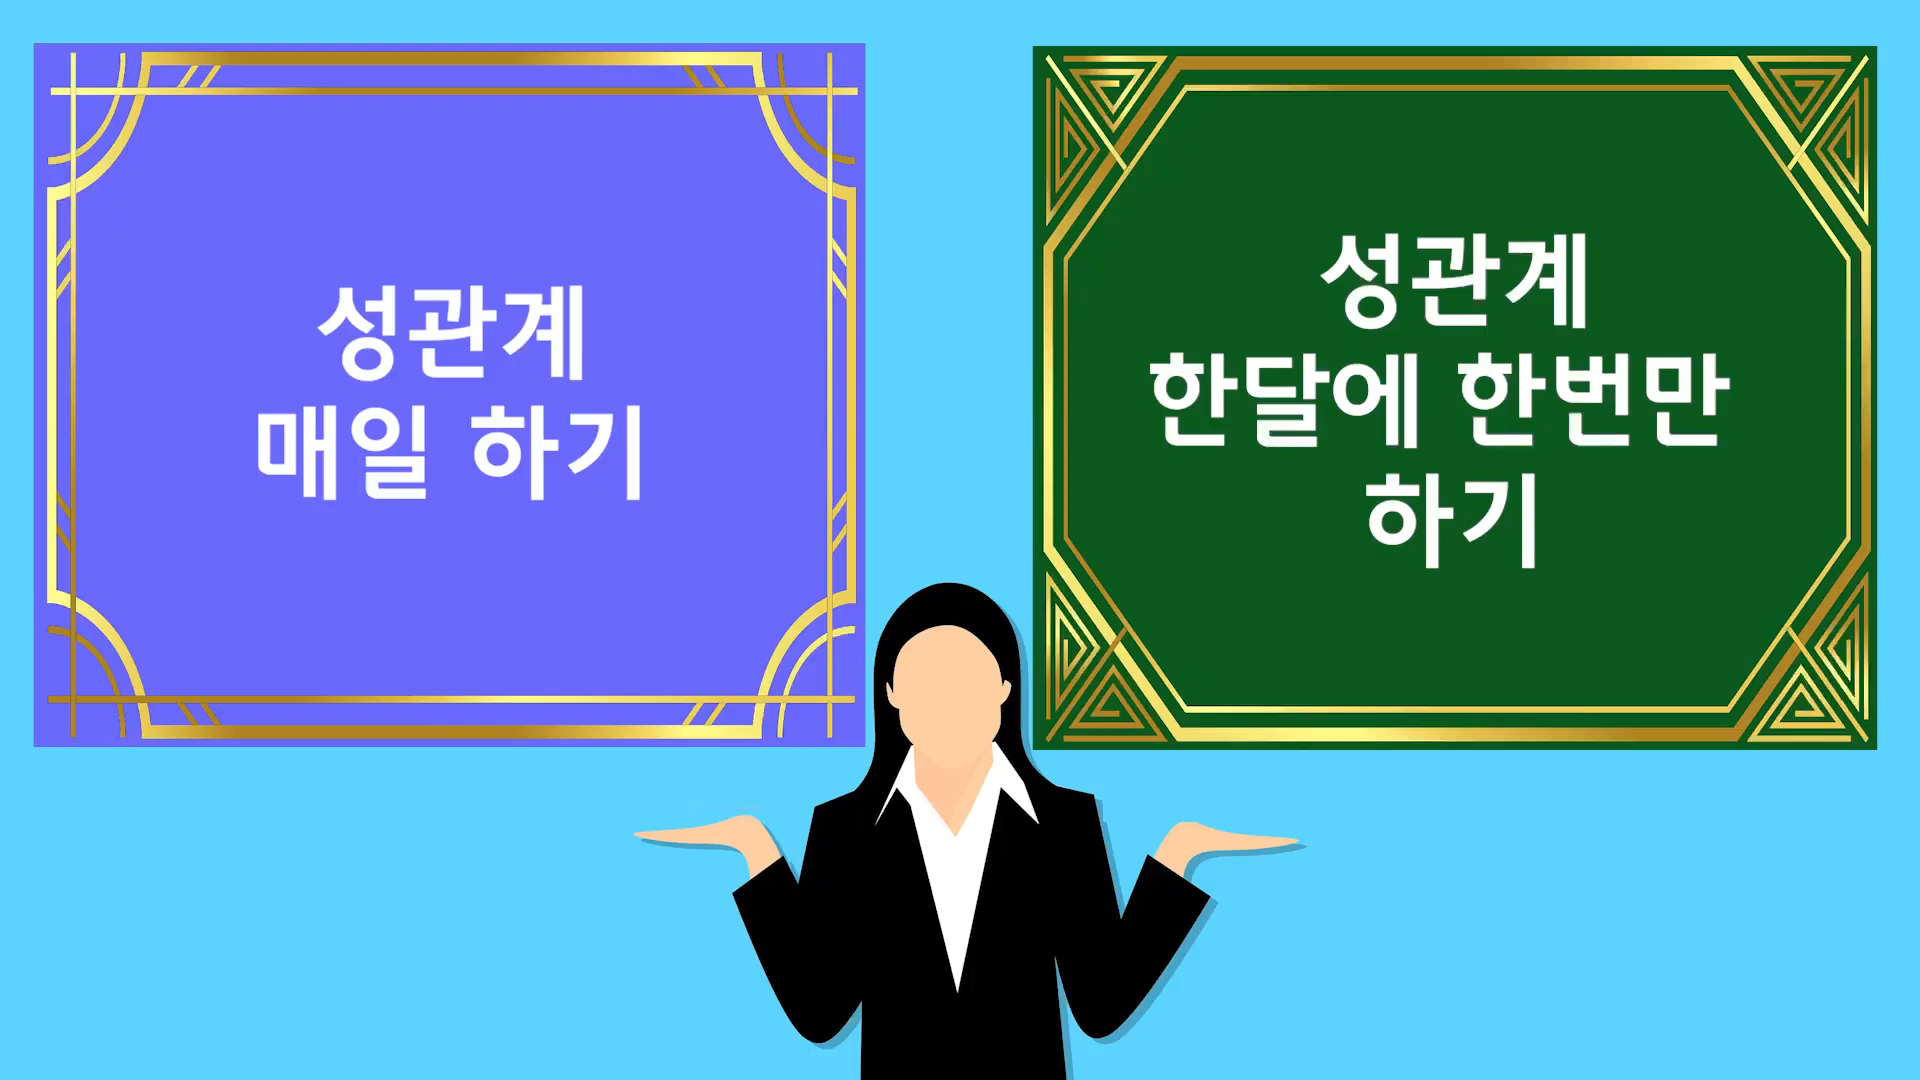 성관계
매일 하기
성관계
한달에 한번만
하기